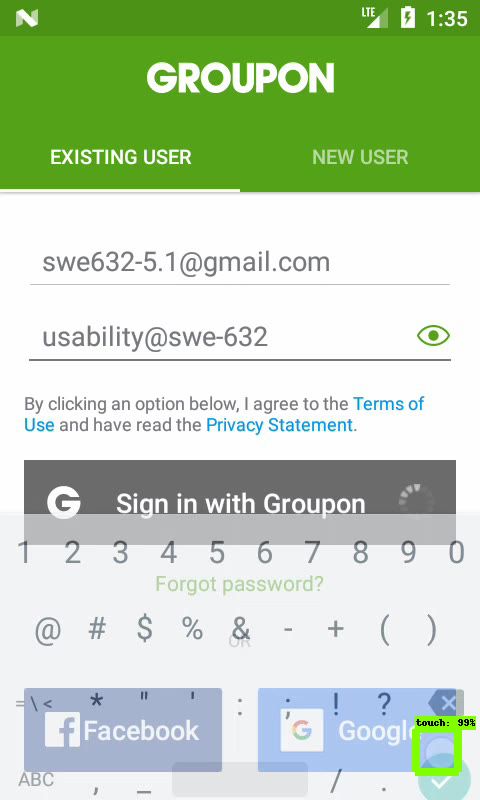 LTE 1:35
GROUPON
EXISTING USER NEW USER
swe632-5.1@gmail.com
usability@swe-632
By clicking an option below, I agree to the Terms of
Use and have read the Privacy Statement.
G Sign in with Groupon
1 2 3 4 5 6 7 8 9 0
Forgot password?
@ # $ % & - + ( )
OR
= \ < * " ' : ; ! ?
touch: 99%
f Facebook G Google
ABC , _ / .